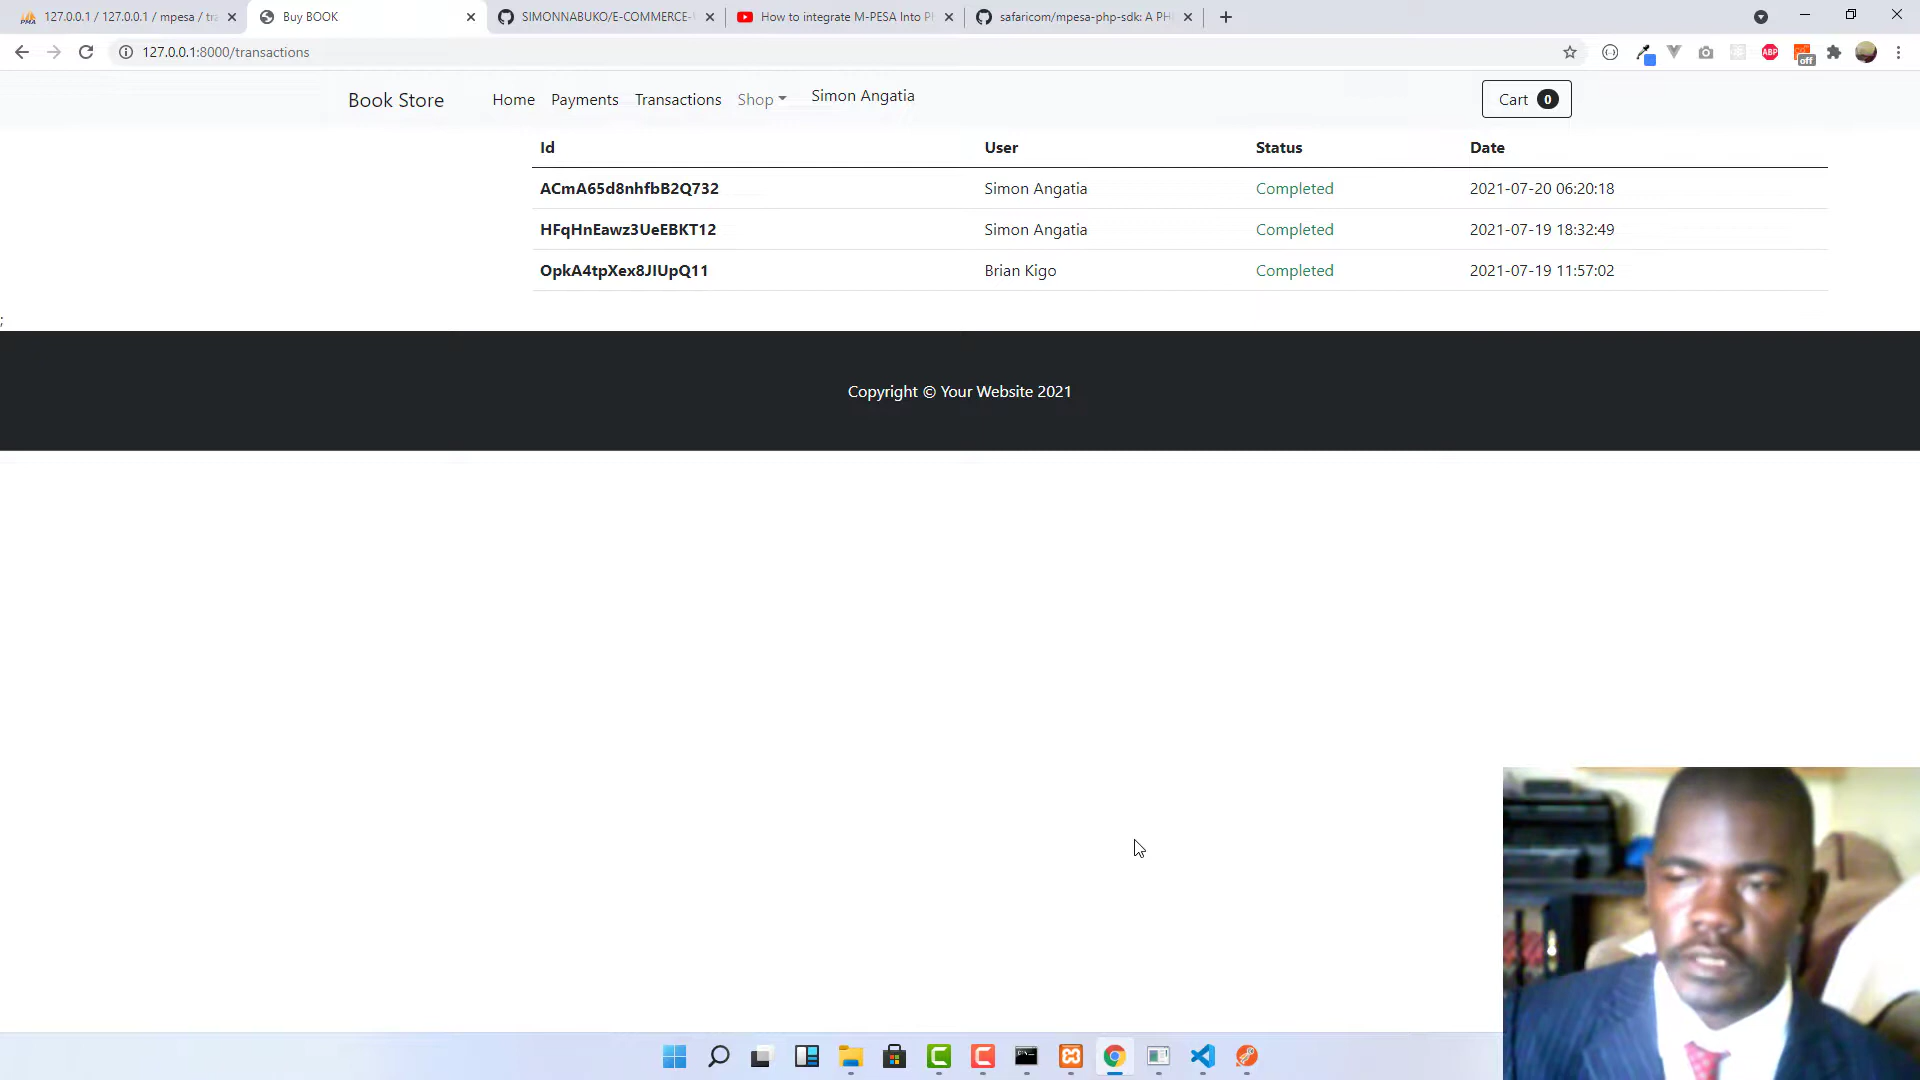 127.0.0.1 / 127.0.0.1 / mpesa / tra
Buy BOOK
SIMONNABUKO/E-COMMERCE-
How to integrate M-PESA Into P
safaricom/mpesa-php-sdk: A PH
127.0.0.1:8000/transactions
ABP
off
Book Store
Home
Payments
Transactions
Shop
Simon Angatia
Cart 0
Id User Status Date
ACmA65d8nhfbB2Q732 Simon Angatia Completed 2021-07-20 06:20:18
HFqHnEawz3UeEBKT12 Simon Angatia Completed 2021-07-19 18:32:49
OpkA4tpXex8JIUpQ11 Brian Kigo Completed 2021-07-19 11:57:02
;
Copyright © Your Website 2021